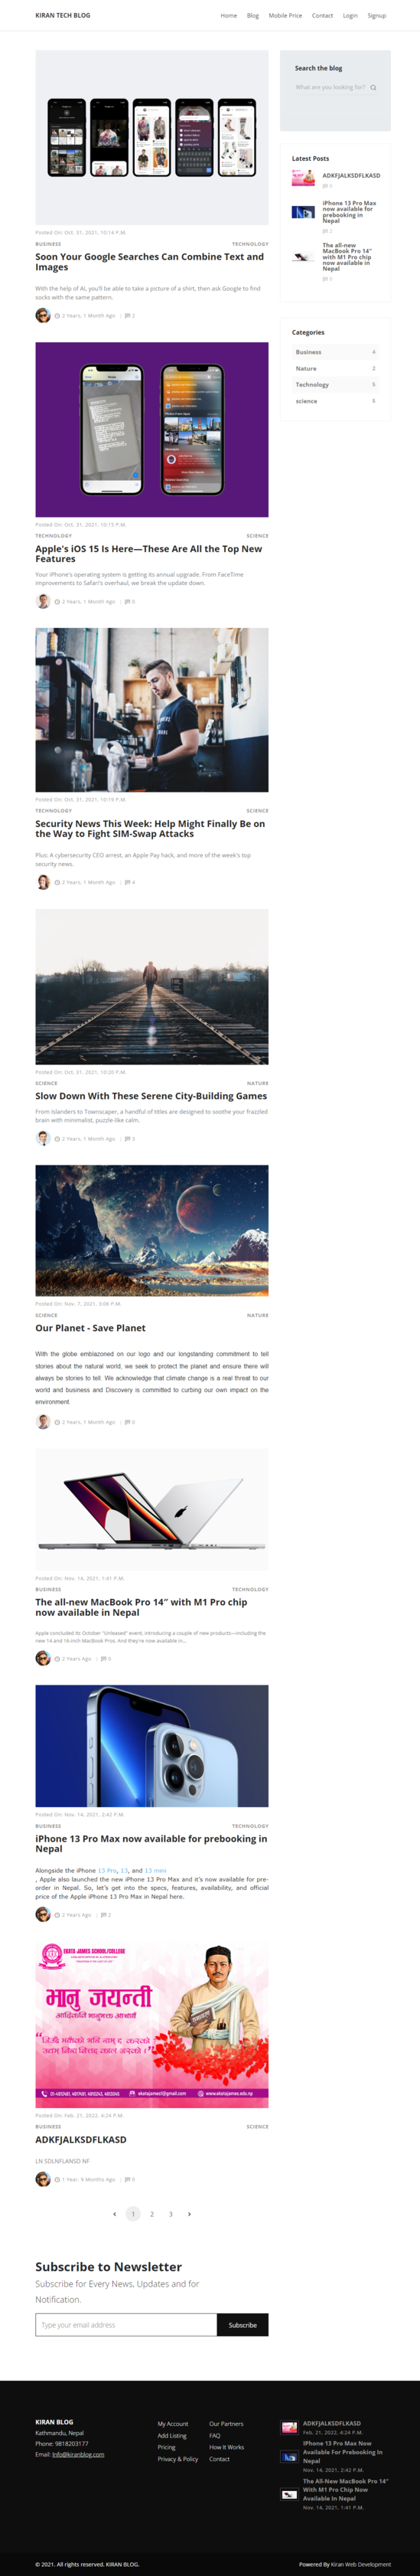 KIRAN TECH BLOG
Home Blog Mobile Price Contact Login Signup
Posted On: Oct. 31, 2021, 10:14 P.M.
BUSINESS TECHNOLOGY
Soon Your Google Searches Can Combine Text and
Images
With the help of AI, you'll be able to take a picture of a shirt, then ask Google to find
socks with the same pattern.
2 Years, 1 Month Ago 2
Posted On: Oct. 31, 2021, 10:15 P.M.
TECHNOLOGY SCIENCE
Apple's iOS 15 Is Here—These Are All the Top New
Features
Your iPhone's operating system is getting its annual upgrade. From FaceTime
improvements to Safari's overhaul, we break the update down.
2 Years, 1 Month Ago 0
Posted On: Oct. 31, 2021, 10:19 P.M.
TECHNOLOGY SCIENCE
Security News This Week: Help Might Finally Be on
the Way to Fight SIM-Swap Attacks
Plus: A cybersecurity CEO arrest, an Apple Pay hack, and more of the week's top
security news.
2 Years, 1 Month Ago 4
Posted On: Oct. 31, 2021, 10:20 P.M.
SCIENCE NATURE
Slow Down With These Serene City-Building Games
From Islanders to Townscaper, a handful of titles are designed to soothe your frazzled
brain with minimalist, puzzle-like calm.
2 Years, 1 Month Ago 3
Posted On: Nov. 7, 2021, 3:06 P.M.
SCIENCE NATURE
Our Planet - Save Planet
With the globe emblazoned on our logo and our longstanding commitment to tell
stories about the natural world, we seek to protect the planet and ensure there will
always be stories to tell. We acknowledge that climate change is a real threat to our
world and business and Discovery is committed to curbing our own impact on the
environment.
2 Years, 1 Month Ago 0
Posted On: Nov. 14, 2021, 1:41 P.M.
BUSINESS TECHNOLOGY
The all-new MacBook Pro 14″ with M1 Pro chip
now available in Nepal
Apple concluded its October "Unleased" event, introducing a couple of new products—including the
new 14 and 16-inch MacBook Pros. And they're now available in...
2 Years Ago 0
Posted On: Nov. 14, 2021, 2:42 P.M.
BUSINESS TECHNOLOGY
iPhone 13 Pro Max now available for prebooking in
Nepal
Alongside the iPhone 13 Pro, 13, and 13 mini
, Apple also launched the new iPhone 13 Pro Max and it's now available for pre-
order in Nepal. So, let's get into the specs, features, availability, and official
price of the Apple iPhone 13 Pro Max in Nepal here.
2 Years Ago 2
EKATA JAMES SCHOOL/COLLEGE
भानु जयन्ती
आदिकवि भानुभक्त आचार्य
ekatajames1@gmail.com www.ekatajames.edu.np
Posted On: Feb. 21, 2022, 4:24 P.M.
BUSINESS SCIENCE
ADKFJALKSDFLKASD
LN SDLNFLANSD NF
1 Year, 9 Months Ago 0
1 2 3
Subscribe to Newsletter
Subscribe for Every News, Updates and for
Notification.
Type your email address Subscribe
Search the blog
What are you looking for?
Latest Posts
ADKFJALKSDFLKASD
0
iPhone 13 Pro Max
now available for
prebooking in
Nepal
2
The all-new
MacBook Pro 14″
with M1 Pro chip
now available in
Nepal
0
Categories
Business 4
Nature 2
Technology 5
science 5
KIRAN BLOG
Kathmandu, Nepal
Phone: 9818203177
Email: Info@kiranblog.com
My Account
Add Listing
Pricing
Privacy & Policy
Our Partners
FAQ
How It Works
Contact
ADKFJALKSDFLKASD
Feb. 21, 2022, 4:24 P.M.
IPhone 13 Pro Max Now
Available For Prebooking In
Nepal
Nov. 14, 2021, 2:42 P.M.
The All-New MacBook Pro 14″
With M1 Pro Chip Now
Available In Nepal
Nov. 14, 2021, 1:41 P.M.
© 2021. All rights reserved. KIRAN BLOG.
Powered By Kiran Web Development